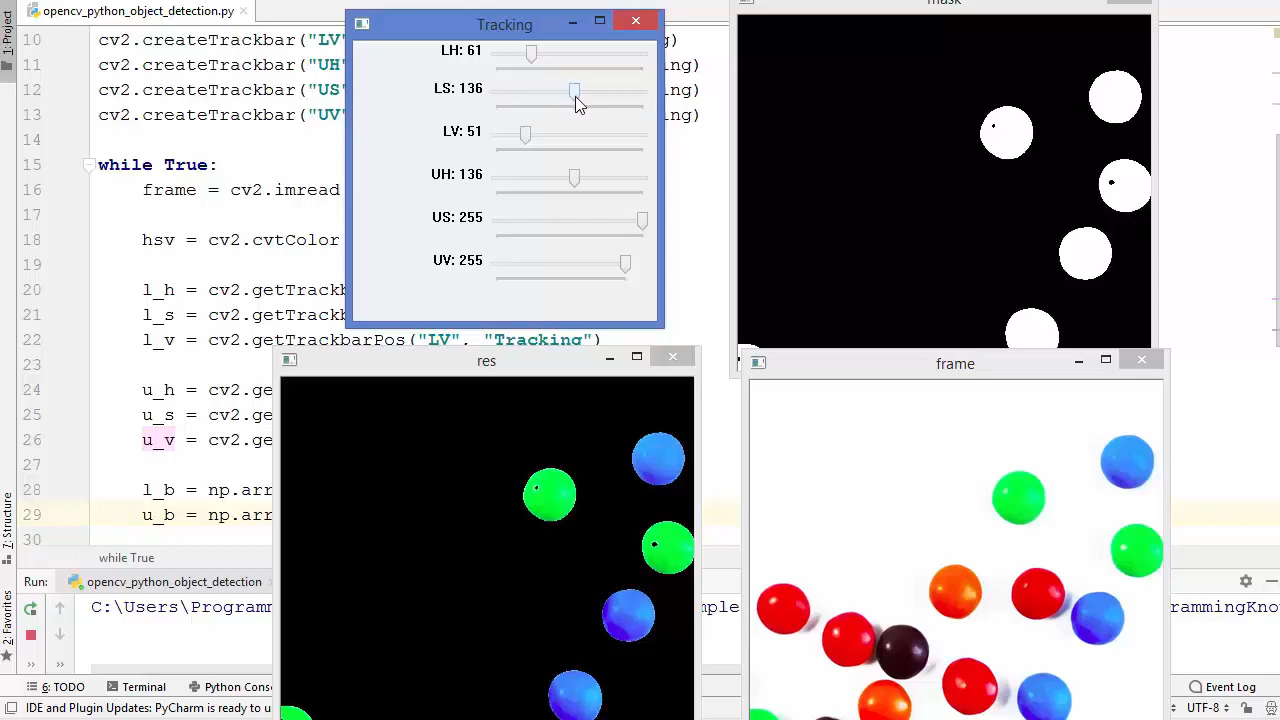 opencv_python_object_detection.py
Tracking
mask
10 cv2.createTrackbar("LV" ng)
11 cv2.createTrackbar("UH" ing)
12 cv2.createTrackbar("US" ing)
13 cv2.createTrackbar("UV" ing)
14
15 while True:
16 frame = cv2.imread
17
18 hsv = cv2.cvtColor
19
20 l_h = cv2.getTrackb
21 l_s = cv2.getTrackb
22 l_v = cv2.getTrackbarPos("LV", "Tracking")
23
24 u_h = cv2.ge
25 u_s = cv2.ge
26 u_v = cv2.ge
27
28 l_b = np.arr
29 u_b = np.arr
30
LH: 61
LS: 136
LV: 51
UH: 136
US: 255
UV: 255
res
frame
1: Project
7: Structure
2: Favorites
while True
Run: opencv_python_object_detection
C:\Users\Programm mple rammingKno
6: TODO Terminal Python Cons Event Log
IDE and Plugin Updates: PyCharm is ready to u UTF-8